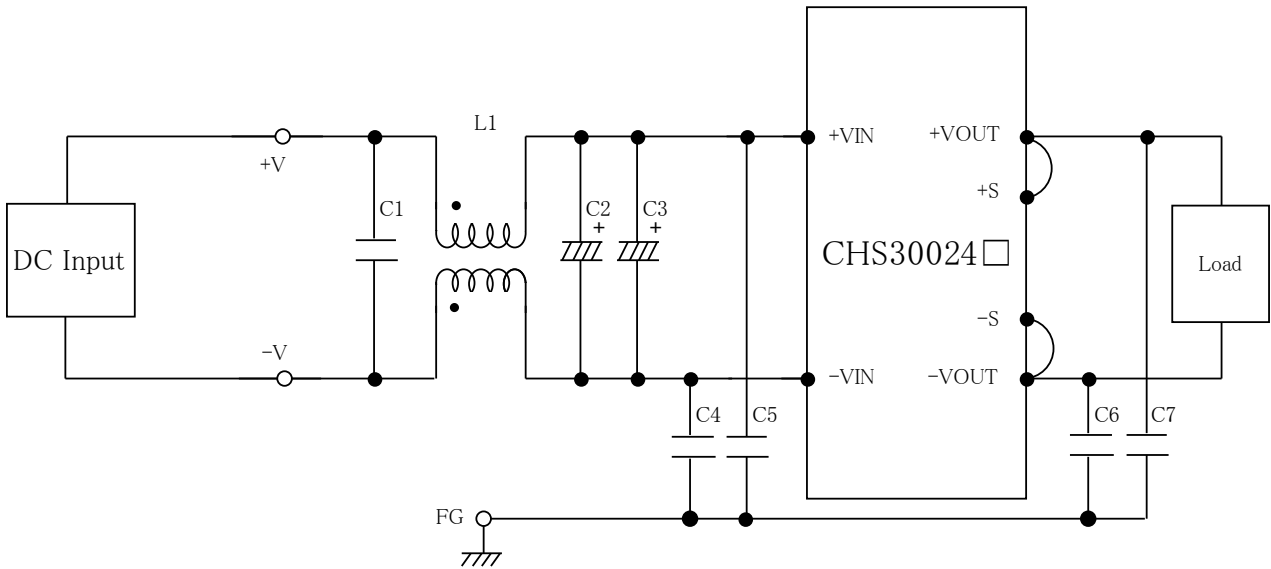 L1
+VIN
+VOUT
+V
+S
C1
C2
+
C3
+
DC Input
CHS30024□
Load
−S
−V
−VIN
−VOUT
C4
C5
C6
C7
FG